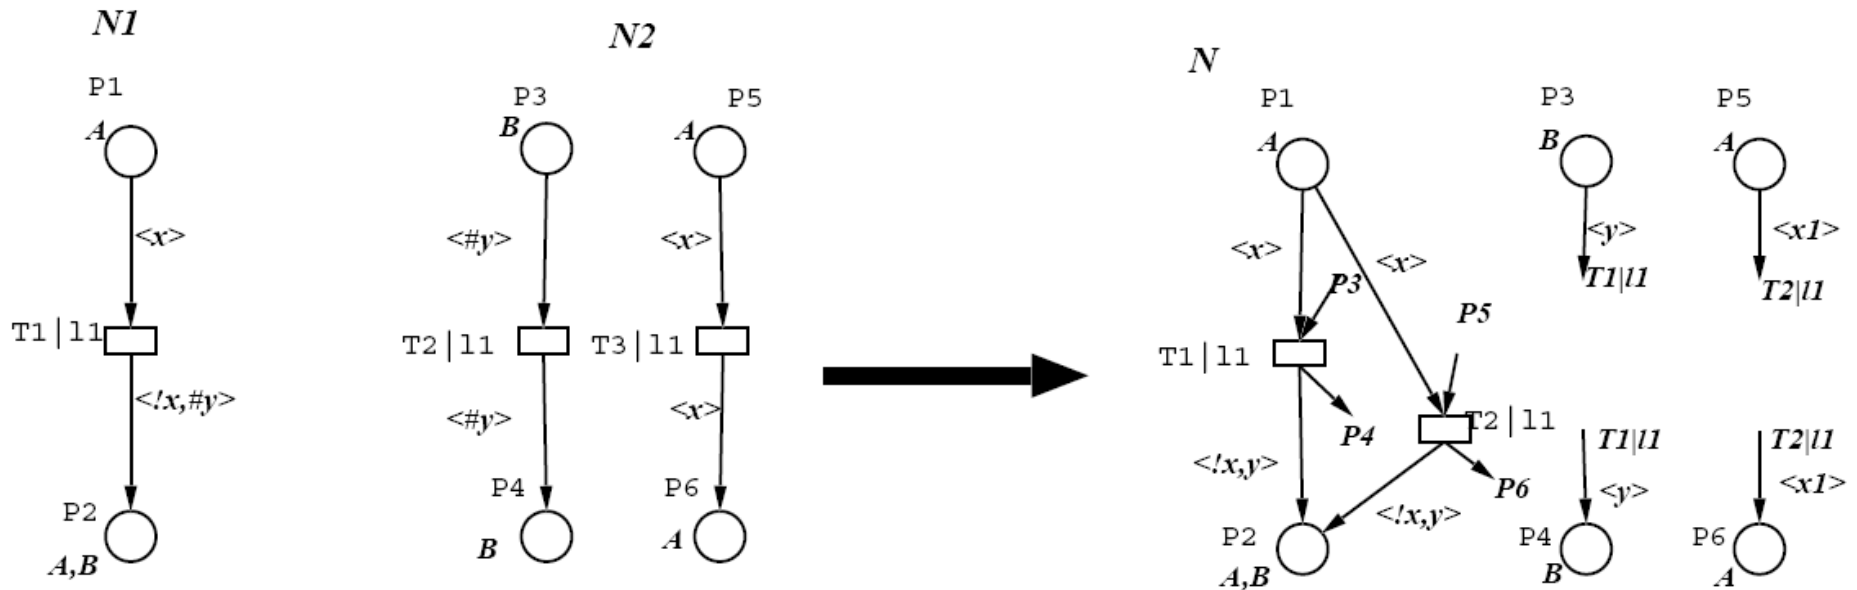 N1
N2
N
P1
A
<x>
T1|l1
<!x,#y>
P2
A,B
P3
B
<#y>
T2|l1
<#y>
P4
B
P5
A
<x>
T3|l1
<x>
P6
A
P1
A
<x>
<x>
P3
P5
T1|l1
T2|l1
P4
P6
<!x,y>
<!x,y>
P2
A,B
P3
B
<y>
T1|l1
T1|l1
<y>
P4
B
P5
A
<x1>
T2|l1
T2|l1
<x1>
P6
A